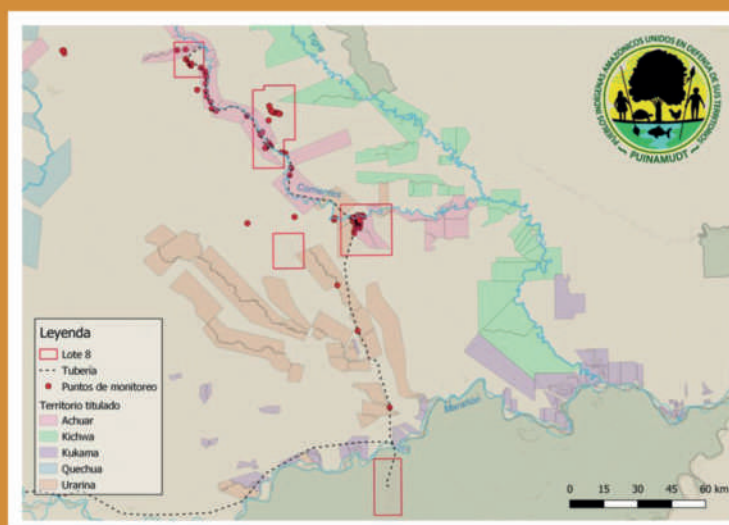 PUEBLOS INDÍGENAS AMAZÓNICOS UNIDOS EN DEFENSA DE SUS TERRITORIOS
PUINAMUDT
Tigre
Corrientes
Marañón
Leyenda
Lote 8
Tubería
Puntos de monitoreo
Territorio titulado
Achuar
Kichwa
Kukama
Quechua
Urarina
0 15 30 45 60 km